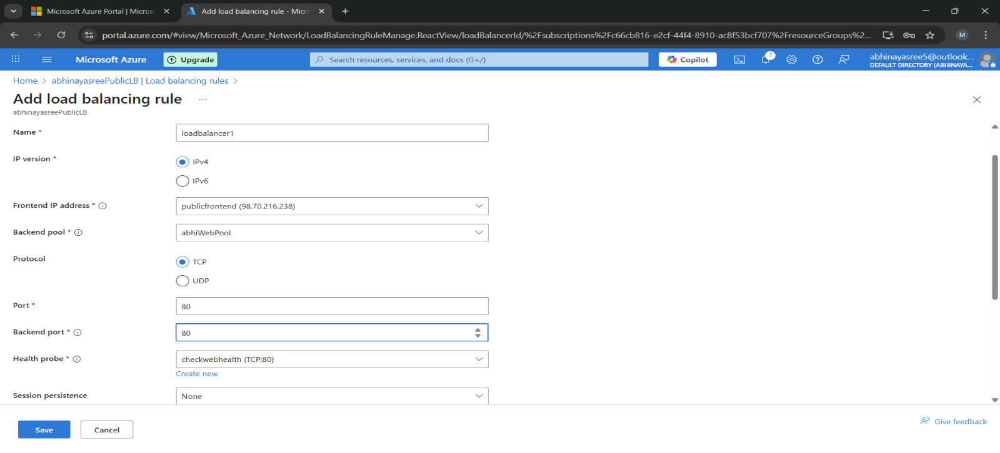 Microsoft Azure Portal | Micros
Add load balancing rule - Micro
portal.azure.com/#view/Microsoft_Azure_Network/LoadBalancingRuleManage.ReactView/loadBalancerId/%2Fsubscriptions%2Fc66cb816-e2cf-44f4-8910-ac8f53bcf707%2FresourceGroups%2...
M
Microsoft Azure
Upgrade
Search resources, services, and docs (G+/)
Copilot
7
abhinayasree5@outlook...
DEFAULT DIRECTORY (ABHINAYA...
Home > abhinayasreePublicLB | Load balancing rules >
Add load balancing rule ...
abhinayasreePublicLB
Name *
loadbalancer1
IP version *
IPv4
IPv6
Frontend IP address *
publicfrontend (98.70.216.238)
Backend pool *
abhiWebPool
Protocol
TCP
UDP
Port *
80
Backend port *
80
Health probe *
checkwebhealth (TCP:80)
Create new
Session persistence
None
Save
Cancel
Give feedback